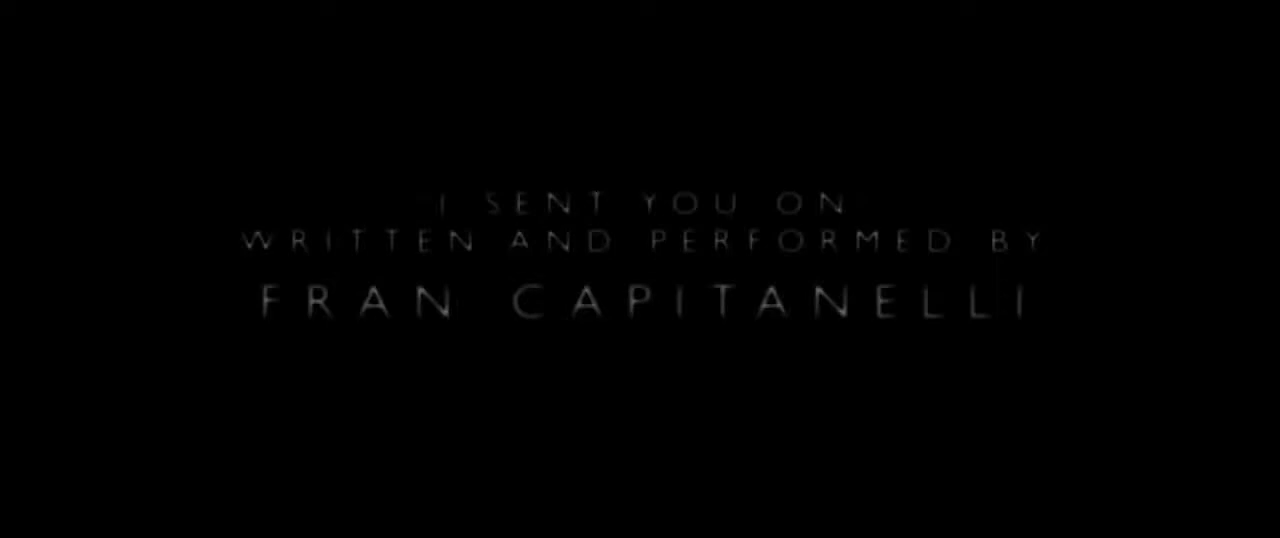 "I SENT YOU ON"
WRITTEN AND PERFORMED BY
FRAN CAPITANELLI